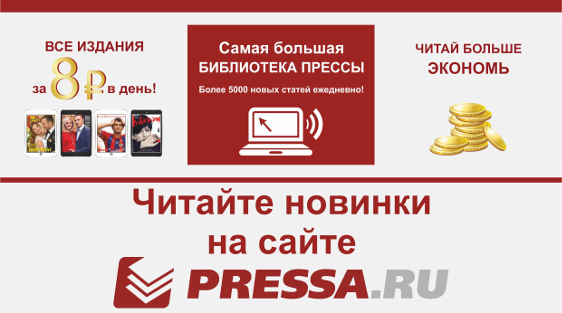 ВСЕ ИЗДАНИЯ
за 8₽ в день!
Самая большая
БИБЛИОТЕКА ПРЕССЫ
Более 5000 новых статей ежедневно!
ЧИТАЙ БОЛЬШЕ
ЭКОНОМЬ
Читайте новинки
на сайте
PRESSA.RU